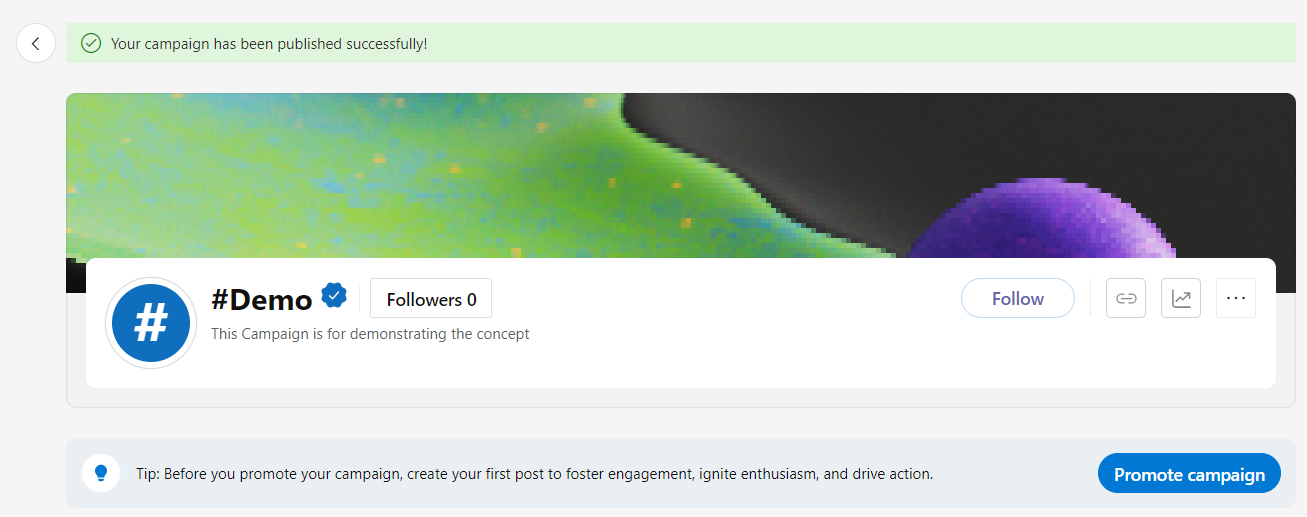 Your campaign has been published successfully!
#
#Demo
Followers 0
Follow
This Campaign is for demonstrating the concept
Tip: Before you promote your campaign, create your first post to foster engagement, ignite enthusiasm, and drive action.
Promote campaign